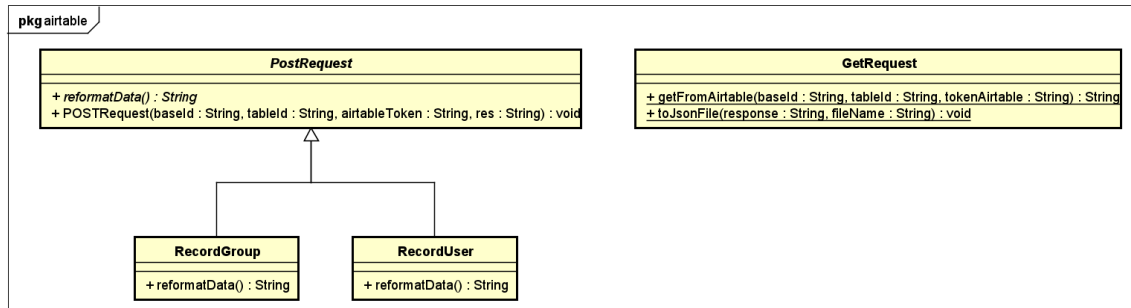 pkg airtable
PostRequest
+ reformatData() : String
+ POSTRequest(baseId : String, tableId : String, airtableToken : String, res : String) : void
GetRequest
+ getFromAirtable(baseId : String, tableId : String, tokenAirtable : String) : String
+ toJsonFile(response : String, fileName : String) : void
RecordGroup
+ reformatData() : String
RecordUser
+ reformatData() : String